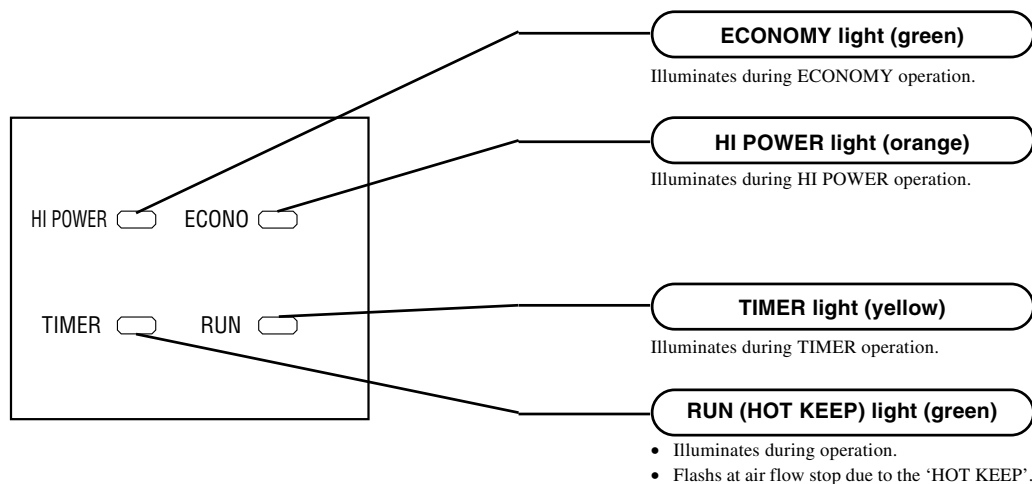 ECONOMY light (green)
Illuminates during ECONOMY operation.
HI POWER light (orange)
Illuminates during HI POWER operation.
HI POWER
ECONO
TIMER
RUN
TIMER light (yellow)
Illuminates during TIMER operation.
RUN (HOT KEEP) light (green)
• Illuminates during operation.
• Flashs at air flow stop due to the ‘HOT KEEP’.